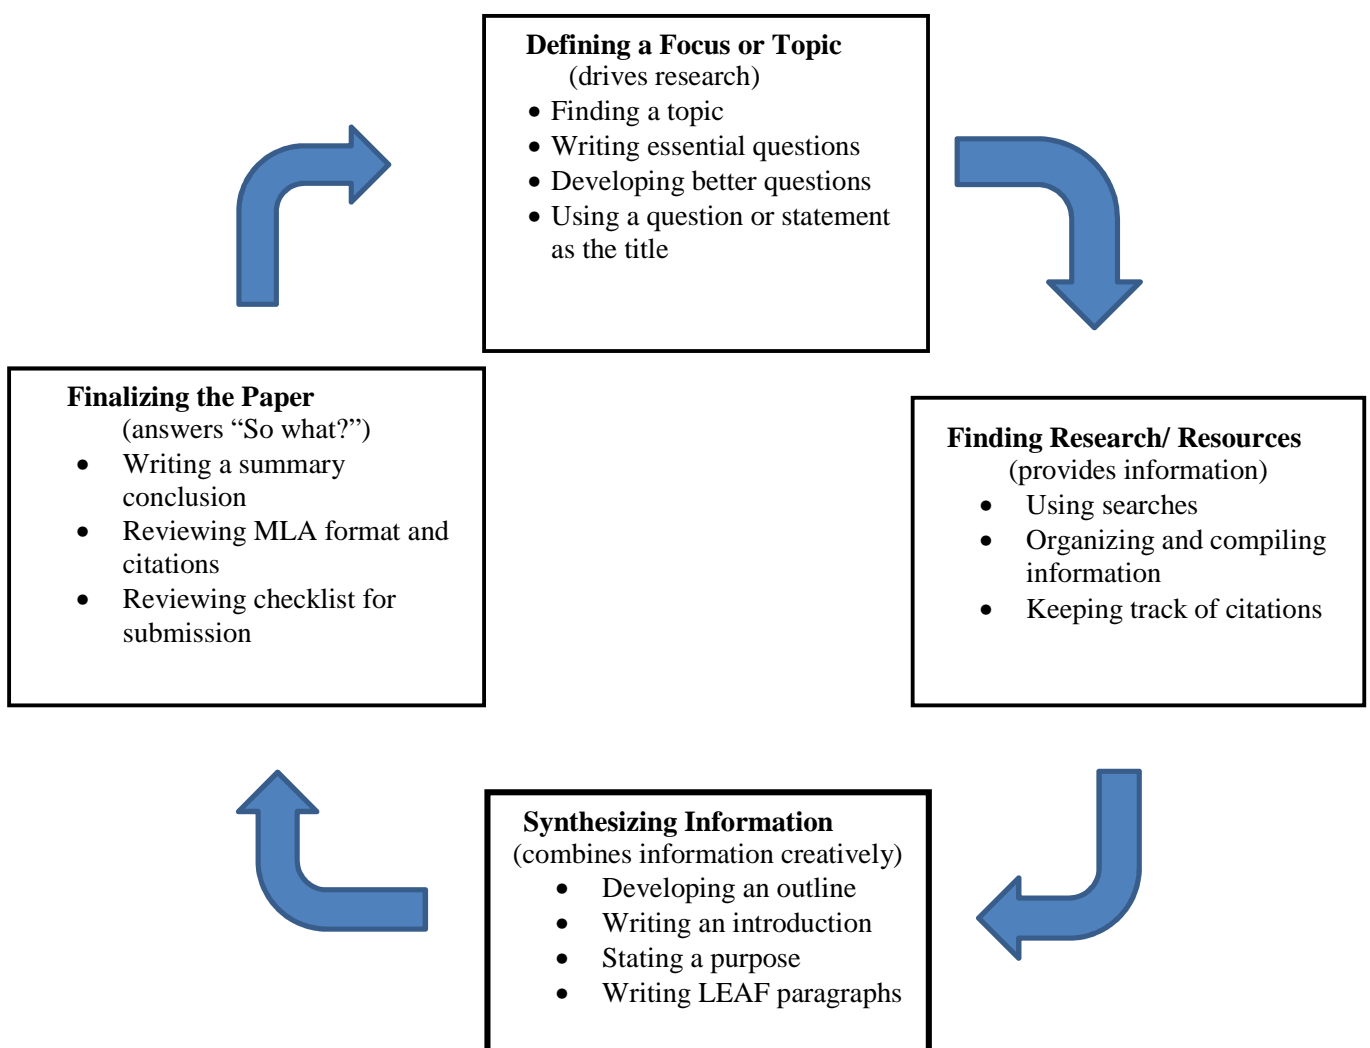 Defining a Focus or Topic
(drives research)
• Finding a topic
• Writing essential questions
• Developing better questions
• Using a question or statement
as the title
Finding Research/ Resources
(provides information)
• Using searches
• Organizing and compiling
information
• Keeping track of citations
Synthesizing Information
(combines information creatively)
• Developing an outline
• Writing an introduction
• Stating a purpose
• Writing LEAF paragraphs
Finalizing the Paper
(answers “So what?”)
• Writing a summary
conclusion
• Reviewing MLA format and
citations
• Reviewing checklist for
submission